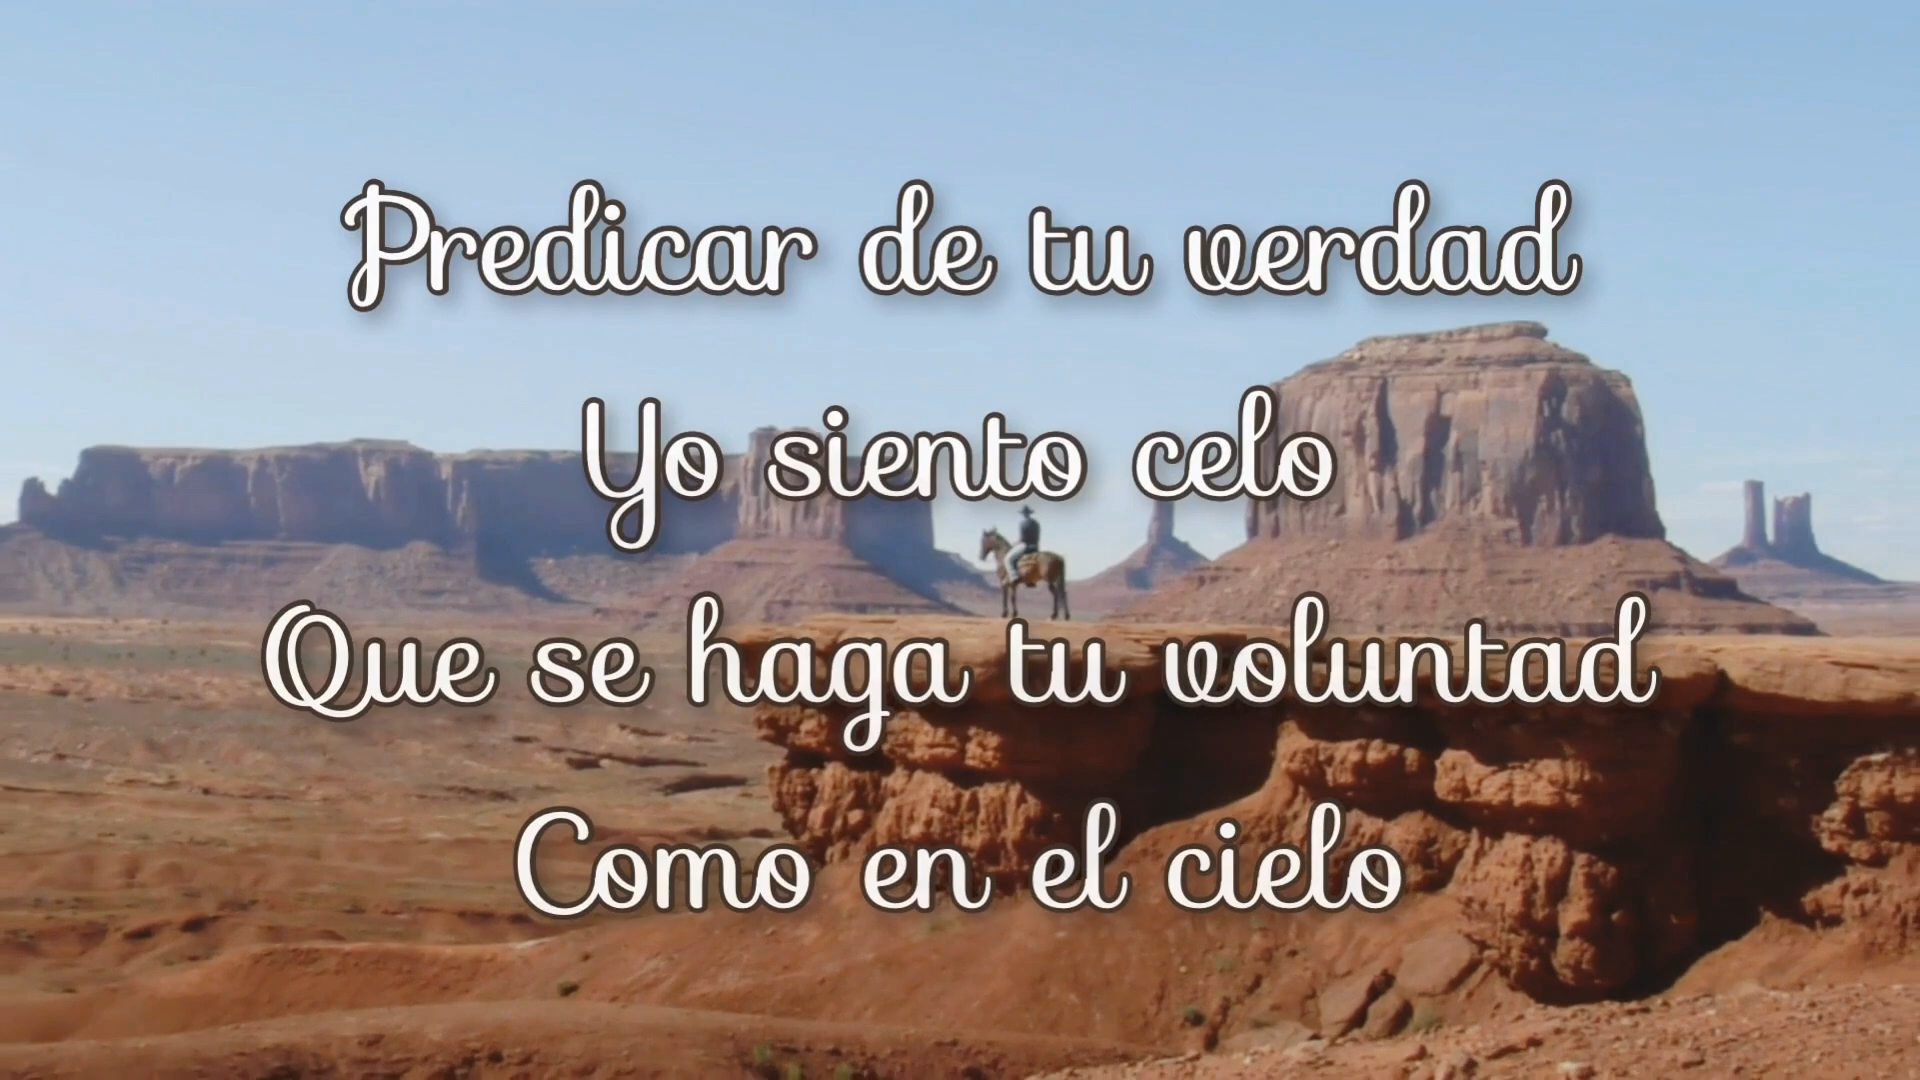 Predicar de tu verdad
Yo siento celo
Que se haga tu voluntad
Como en el cielo